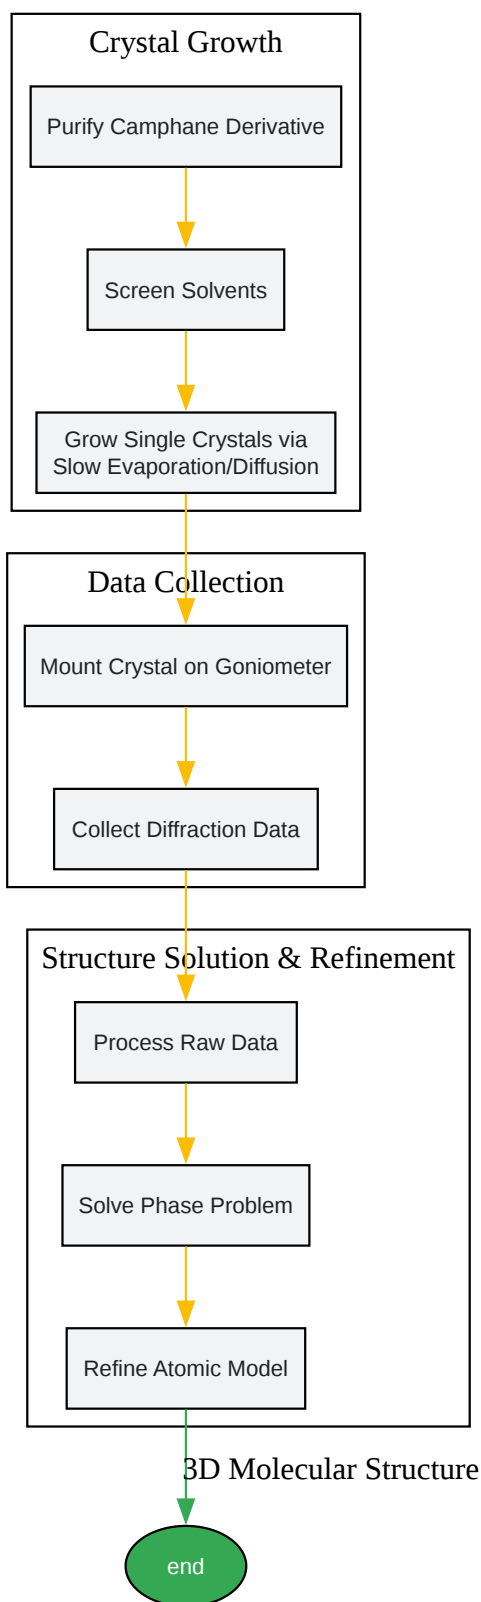 Crystal Growth
Purify Camphane Derivative
Screen Solvents
Grow Single Crystals via
Slow Evaporation/Diffusion
Data Collection
Mount Crystal on Goniometer
Collect Diffraction Data
Structure Solution & Refinement
Process Raw Data
Solve Phase Problem
Refine Atomic Model
3D Molecular Structure
end